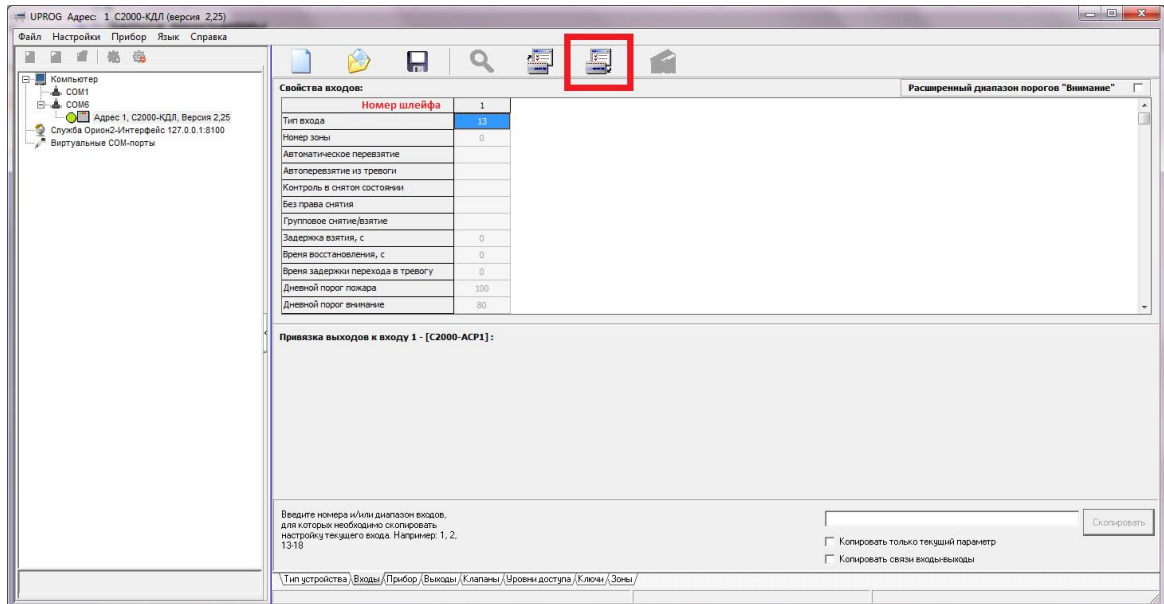 UPROG Адрес: 1 С2000-КДЛ (версия 2,25)
Файл Настройки Прибор Язык Справка
Компьютер
COM1
COM6
Адрес 1, С2000-КДЛ, Версия 2,25
Служба Орион2-Интерфейс 127.0.0.1:8100
Виртуальные COM-порты
Свойства входов:
Расширенный диапазон порогов "Внимание"
Номер шлейфа 1
Тип входа 13
Номер зоны 0
Автоматическое перевзятие
Автоперевзятие из тревоги
Контроль в снятом состоянии
Без права снятия
Групповое снятие/взятие
Задержка взятия, с 0
Время восстановления, с 0
Время задержки перехода в тревогу 0
Дневной порог пожара 100
Дневной порог внимание 80
Привязка выходов к входу 1 - [С2000-АСР1] :
Введите номера и/или диапазон входов,
для которых необходимо скопировать
настройку текущего входа. Например: 1, 2,
13-18
Скопировать
Копировать только текущий параметр
Копировать связи входы-выходы
Тип устройства Входы Прибор Выходы Клапаны Уровни доступа Ключи Зоны